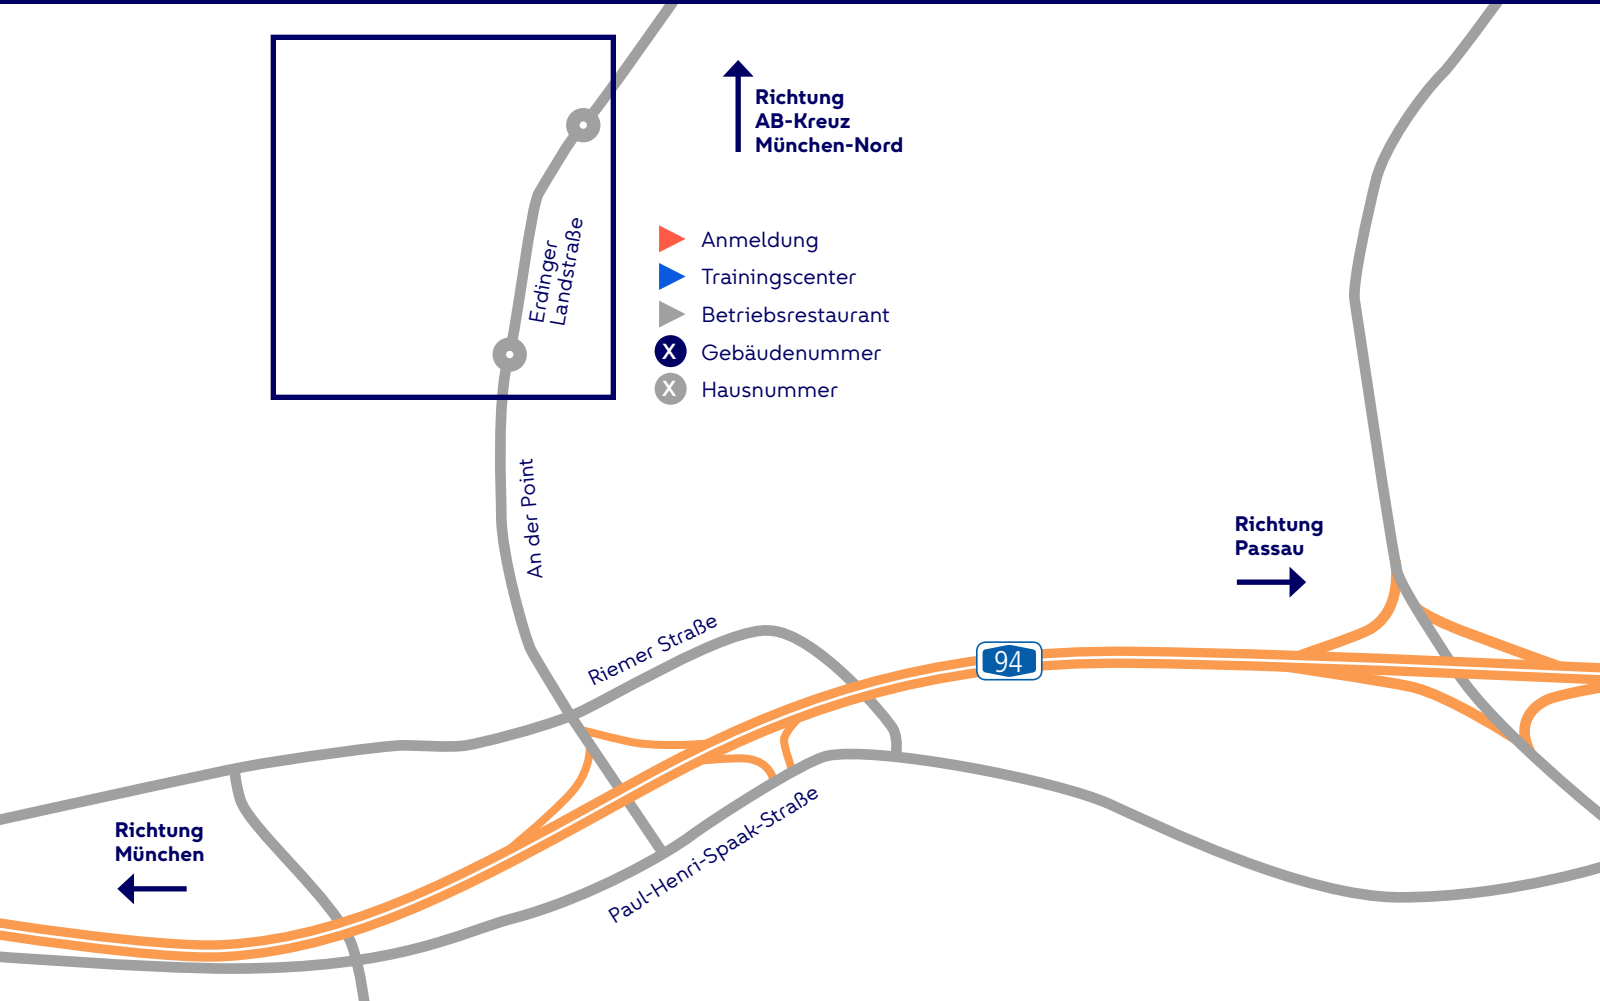 Richtung
AB-Kreuz
München-Nord
Erdinger
Landstraße
Anmeldung
Trainingscenter
Betriebsrestaurant
X Gebäudenummer
X Hausnummer
An der Point
Richtung
Passau
Riemer Straße
94
Paul-Henri-Spaak-Straße
Richtung
München